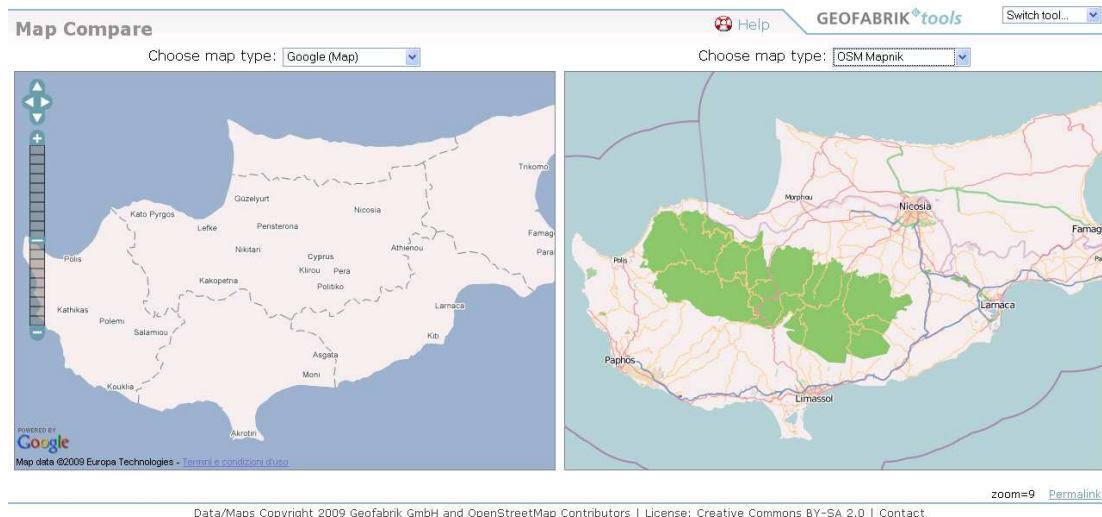 Map Compare
Help
GEOFABRIK tools
Switch tool...
Choose map type: Google (Map)
Choose map type: OSM Mapnik
Trikomo
Güzelyurt
Nicosia
Kato Pyrgos
Lefke
Peristerona
Famag
Nikitari
Athienou
Para
Cyprus
Polis
Klirou
Pera
Kakopetria
Politiko
Kathikas
Larnaca
Polemi
Salamiou
Kiti
Asgata
Moni
Kouklia
Akrotiri
POWERED BY
Google
Map data ©2009 Europa Technologies - Termini e condizioni d'uso
Morphou
Nicosia
Famag
Polis
Pa
Larnaca
Paphos
Limassol
zoom=9 Permalink
Data/Maps Copyright 2009 Geofabrik GmbH and OpenStreetMap Contributors | License: Creative Commons BY-SA 2.0 | Contact